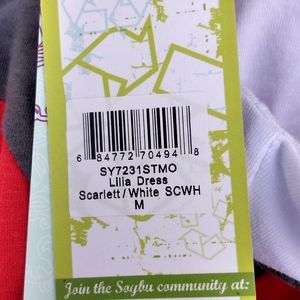 6 84772 70494 8
SY7231STMO
Lilia Dress
Scarlett/White SCWH
M
Join the Soybu community at: